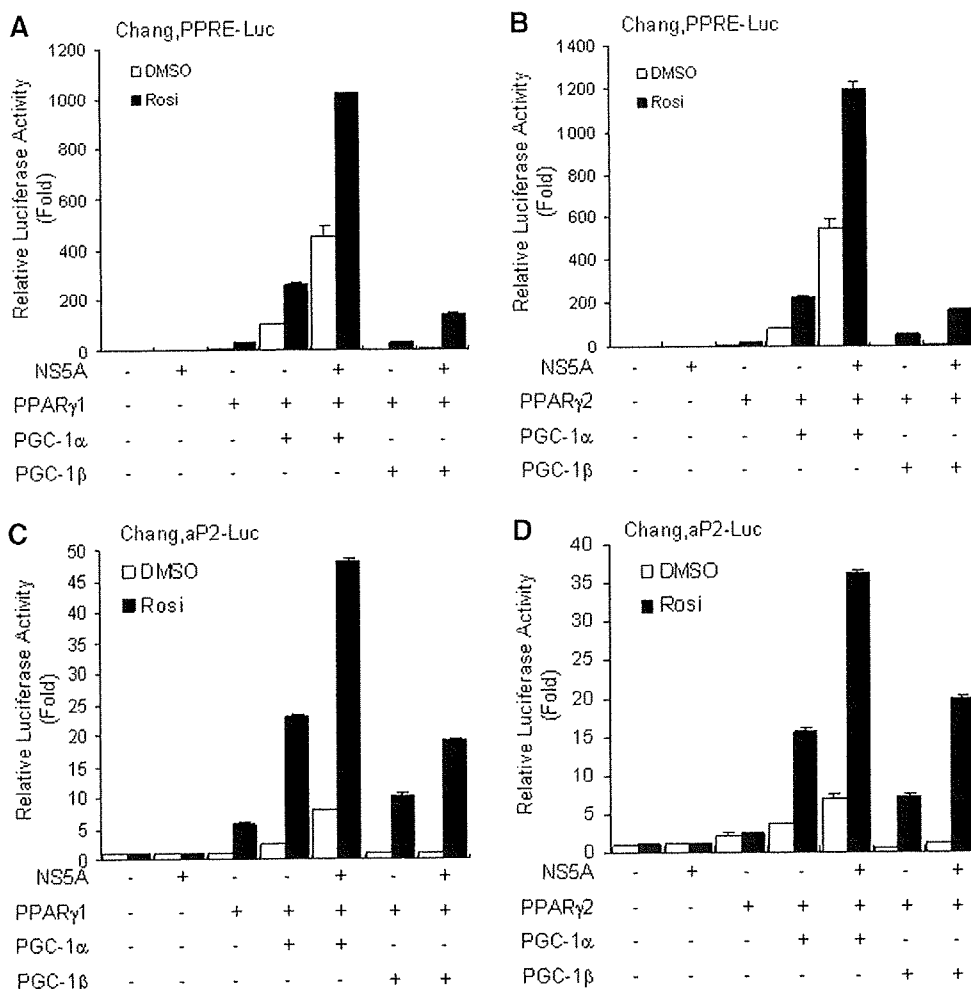 A
Chang,PPRE-Luc
DMSO
Rosi
Relative Luciferase Activity
(Fold)
1200
1000
800
600
400
200
0
NS5A - + - - + - +
PPARγ1 - - + + + + +
PGC-1α - - - + + - -
PGC-1β - - - - - + +
B
Chang,PPRE-Luc
DMSO
Rosi
Relative Luciferase Activity
(Fold)
1400
1200
1000
800
600
400
200
0
NS5A - + - - + - +
PPARγ2 - - + + + + +
PGC-1α - - - + + - -
PGC-1β - - - - - + +
C
Chang,aP2-Luc
DMSO
Rosi
Relative Luciferase Activity
(Fold)
50
45
40
35
30
25
20
15
10
5
0
NS5A - + - - + - +
PPARγ1 - - + + + + +
PGC-1α - - - + + - -
PGC-1β - - - - - + +
D
Chang,aP2-Luc
DMSO
Rosi
Relative Luciferase Activity
(Fold)
40
35
30
25
20
15
10
5
0
NS5A - + - - + - +
PPARγ2 - - + + + + +
PGC-1α - - - + + - -
PGC-1β - - - - - + +